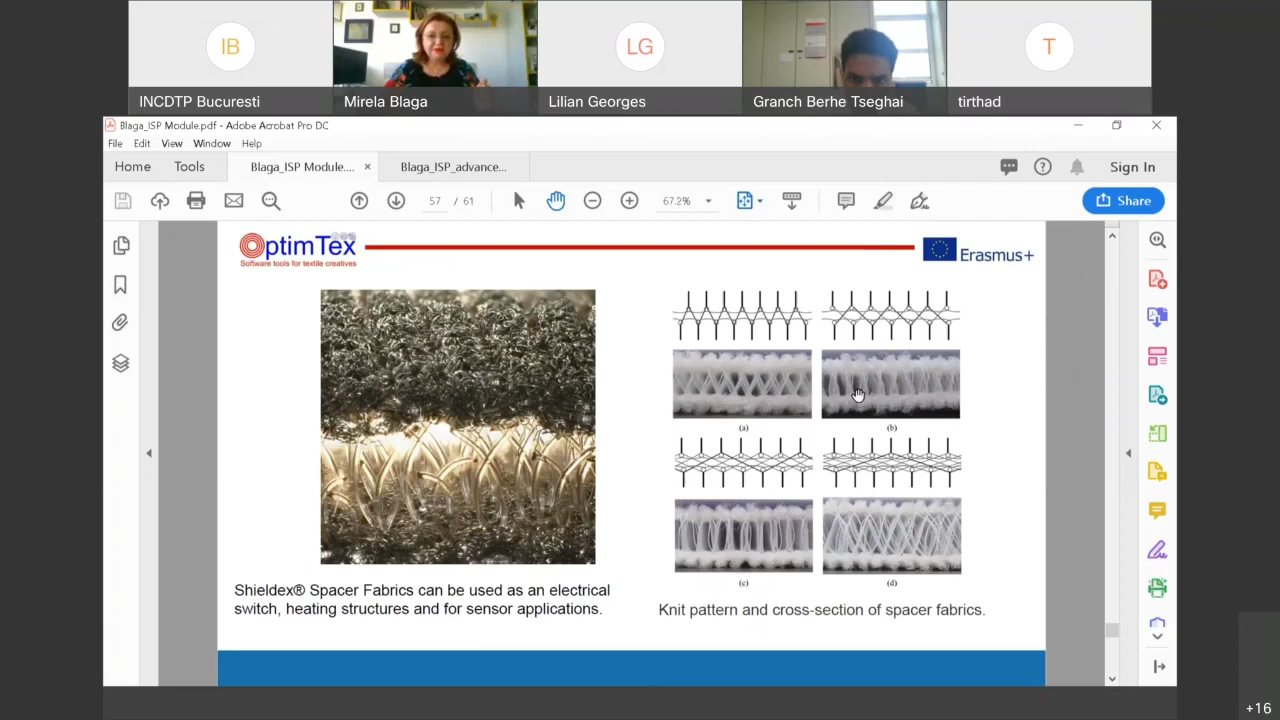 IB
LG
T
INCDTP Bucuresti
Mirela Blaga
Lilian Georges
Granch Berhe Tseghai
tirthad
Blaga_ISP Module.pdf - Adobe Acrobat Pro DC
File Edit View Window Help
Home Tools Blaga_ISP Module.... × Blaga_ISP_advance... Sign In
57 / 61 67.2% Share
OptimTex
Software tools for textile creatives
Erasmus+
(a) (b)
(c) (d)
Shieldex® Spacer Fabrics can be used as an electrical
switch, heating structures and for sensor applications.
Knit pattern and cross-section of spacer fabrics.
+16